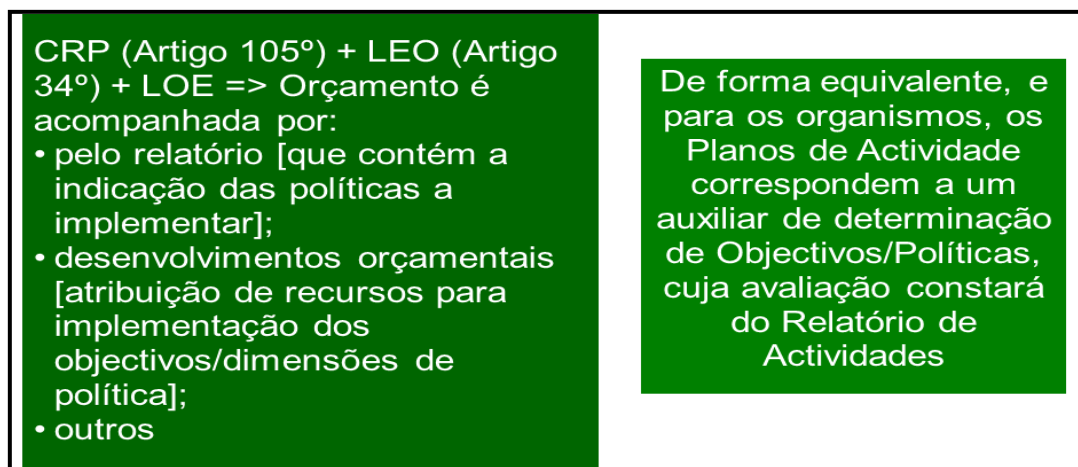 CRP (Artigo 105º) + LEO (Artigo
34º) + LOE => Orçamento é
acompanhada por:
• pelo relatório [que contém a
indicação das políticas a
implementar];
• desenvolvimentos orçamentais
[atribuição de recursos para
implementação dos
objectivos/dimensões de
política];
• outros
De forma equivalente, e
para os organismos, os
Planos de Actividade
correspondem a um
auxiliar de determinação
de Objectivos/Políticas,
cuja avaliação constará
do Relatório de
Actividades